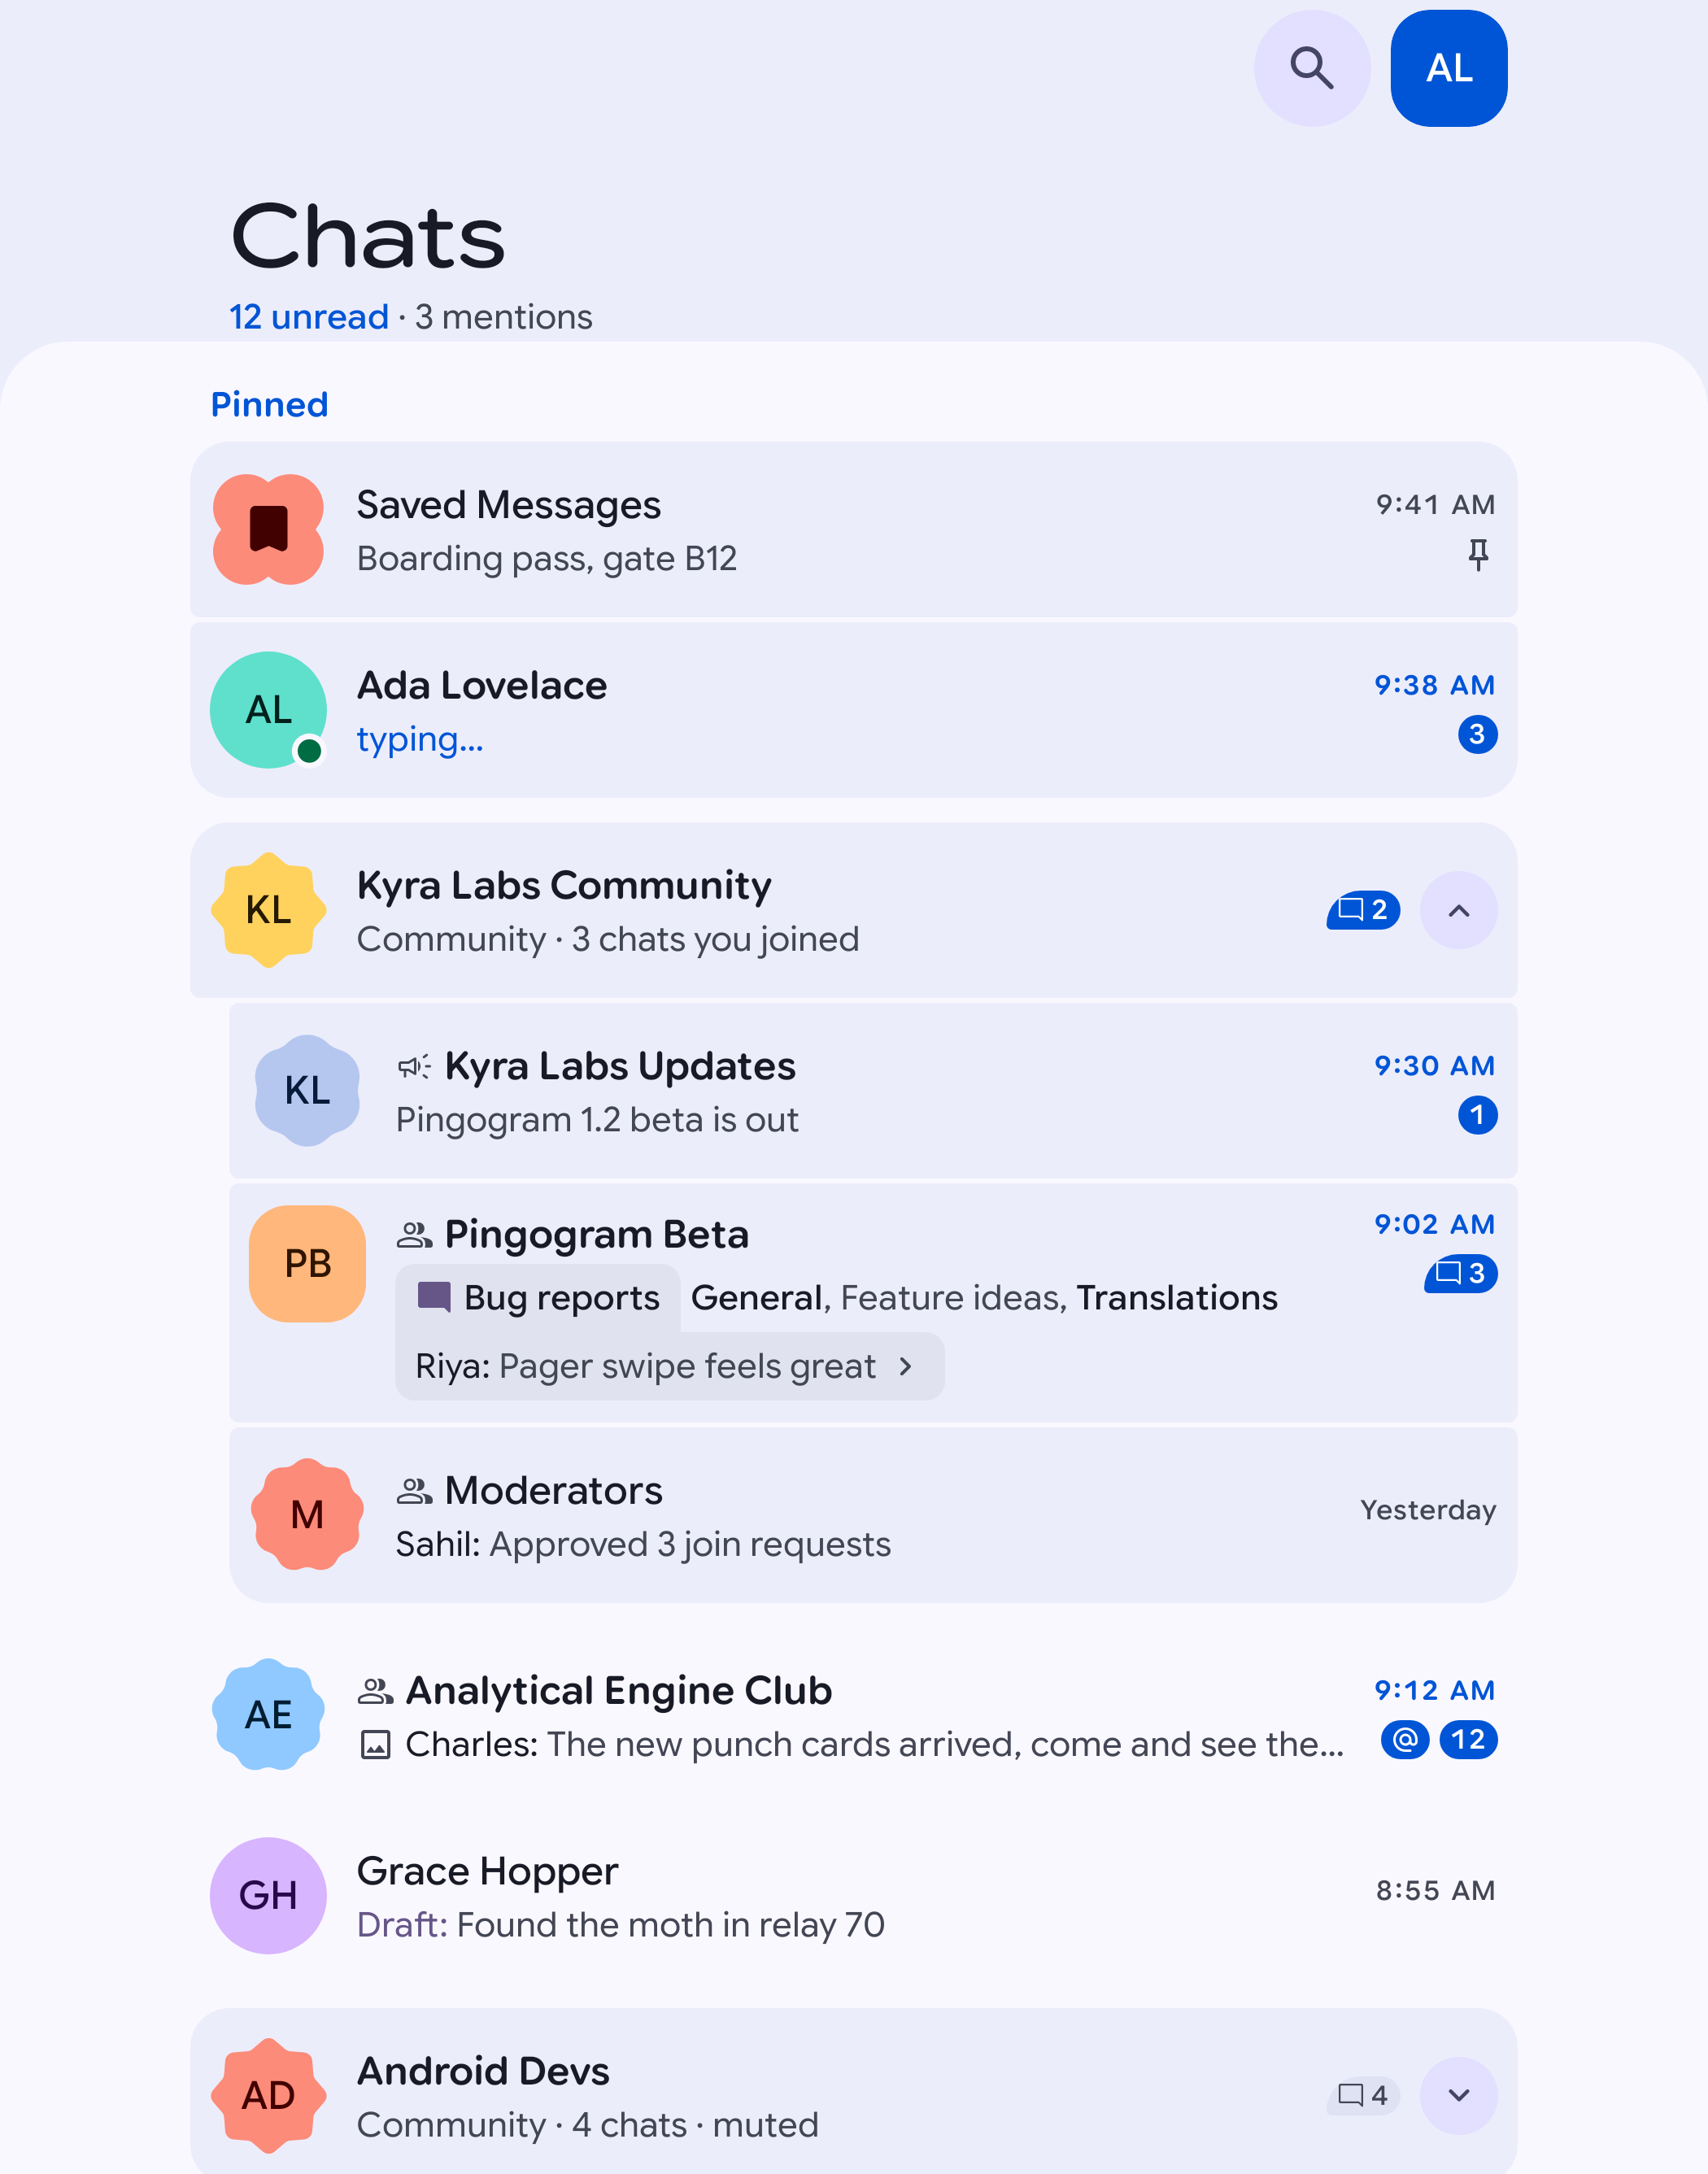 AL
Chats
12 unread · 3 mentions
Pinned
Saved Messages
9:41 AM
Boarding pass, gate B12
AL
Ada Lovelace
9:38 AM
typing...
3
KL
Kyra Labs Community
Community · 3 chats you joined
2
KL
Kyra Labs Updates
9:30 AM
Pingogram 1.2 beta is out
1
PB
Pingogram Beta
9:02 AM
Bug reports General, Feature ideas, Translations
3
Riya: Pager swipe feels great
M
Moderators
Yesterday
Sahil: Approved 3 join requests
AE
Analytical Engine Club
9:12 AM
Charles: The new punch cards arrived, come and see the...
@ 12
GH
Grace Hopper
8:55 AM
Draft: Found the moth in relay 70
AD
Android Devs
Community · 4 chats · muted
4